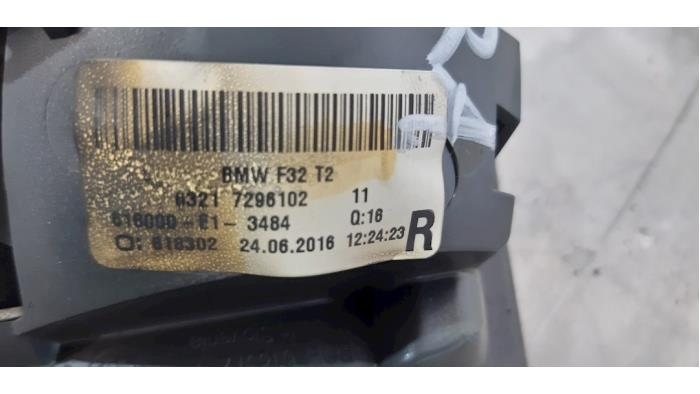 BMW F32 T2
6321 7296102 11
616000-E1-3484 Q:16
O: 618302 24.06.2016 12:24:23 R